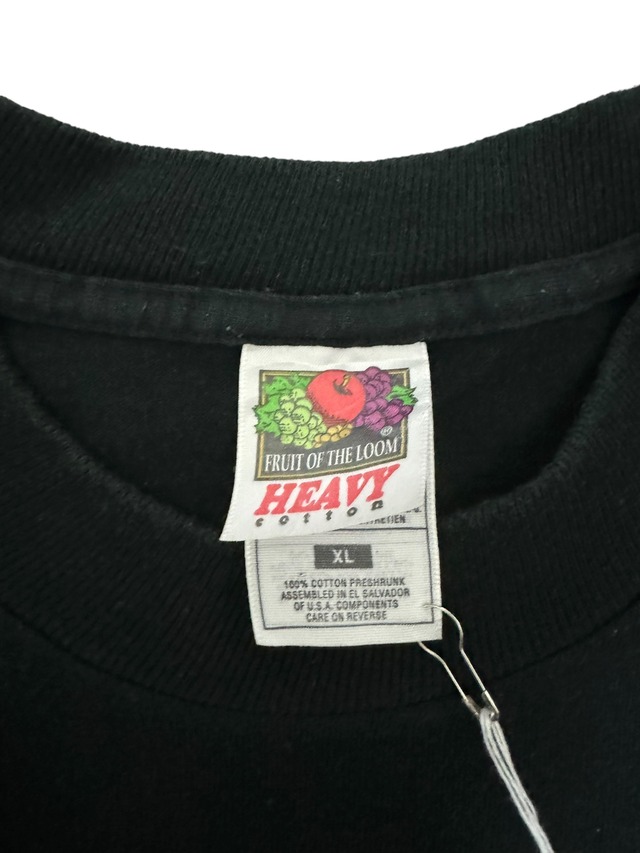 ®
FRUIT OF THE LOOM
HEAVY
cotton
XL
100% COTTON PRESHRUNK
ASSEMBLED IN EL SALVADOR
OF U.S.A. COMPONENTS
CARE ON REVERSE